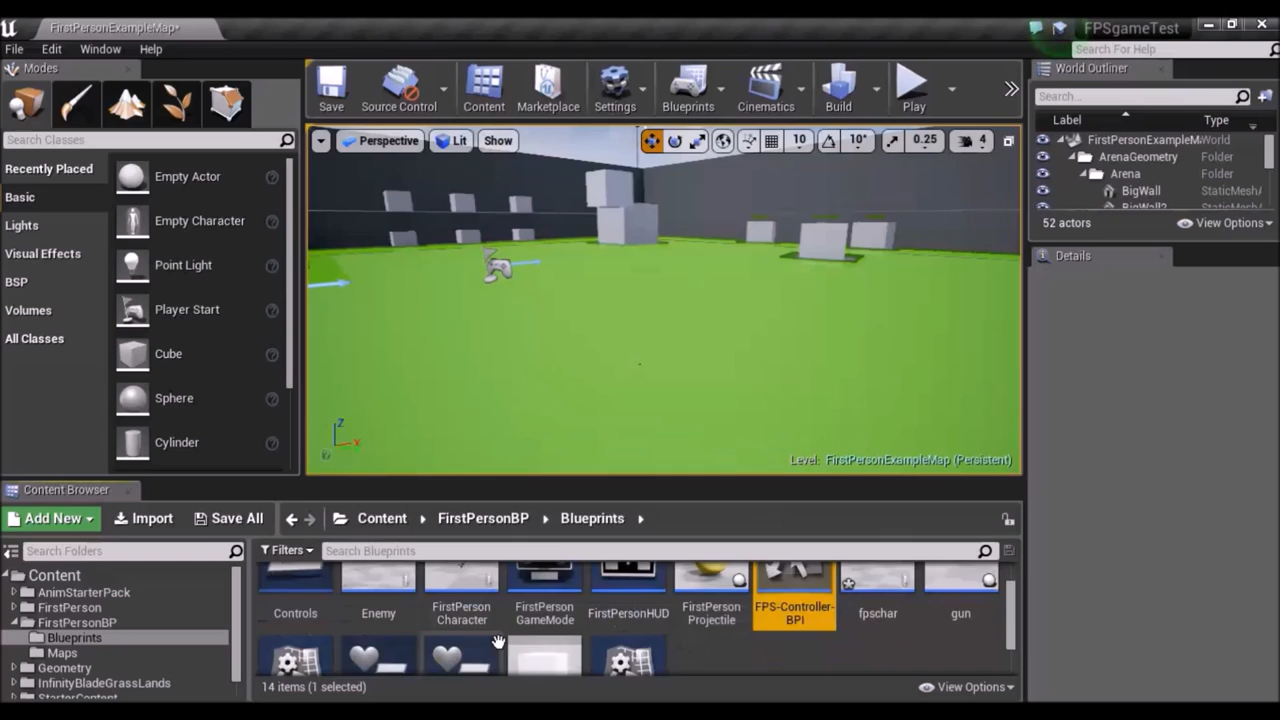 FirstPersonExampleMap*
FPSgameTest
File Edit Window Help
Search For Help
Modes
Save
Source Control
Content
Marketplace
Settings
Blueprints
Cinematics
Build
Play
World Outliner
Search...
Label Type
FirstPersonExampleM World
ArenaGeometry Folder
Arena Folder
BigWall StaticMeshA
BigWall2
52 actors View Options
Details
Search Classes
Recently Placed
Basic
Lights
Visual Effects
BSP
Volumes
All Classes
Empty Actor
Empty Character
Point Light
Player Start
Cube
Sphere
Cylinder
Perspective Lit Show
10 10° 0.25 4
Z
X
Level: FirstPersonExampleMap (Persistent)
Content Browser
Add New Import Save All
Content FirstPersonBP Blueprints
Search Folders
Filters Search Blueprints
Content
AnimStarterPack
FirstPerson
FirstPersonBP
Blueprints
Maps
Geometry
InfinityBladeGrassLands
StarterContent
Controls
Enemy
FirstPerson
Character
FirstPerson
GameMode
FirstPersonHUD
FirstPerson
Projectile
FPS-Controller-
BPI
fpschar
gun
14 items (1 selected) View Options